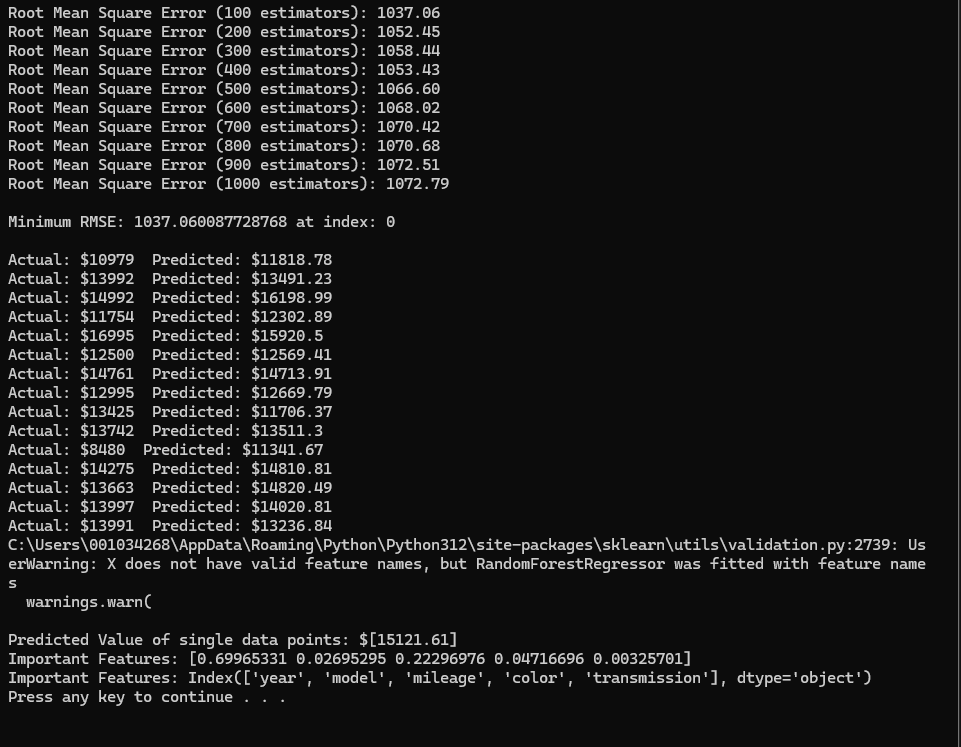 Root Mean Square Error (100 estimators): 1037.06
Root Mean Square Error (200 estimators): 1052.45
Root Mean Square Error (300 estimators): 1058.44
Root Mean Square Error (400 estimators): 1053.43
Root Mean Square Error (500 estimators): 1066.60
Root Mean Square Error (600 estimators): 1068.02
Root Mean Square Error (700 estimators): 1070.42
Root Mean Square Error (800 estimators): 1070.68
Root Mean Square Error (900 estimators): 1072.51
Root Mean Square Error (1000 estimators): 1072.79
Minimum RMSE: 1037.060087728768 at index: 0
Actual: $10979  Predicted: $11818.78
Actual: $13992  Predicted: $13491.23
Actual: $14992  Predicted: $16198.99
Actual: $11754  Predicted: $12302.89
Actual: $16995  Predicted: $15920.5
Actual: $12500  Predicted: $12569.41
Actual: $14761  Predicted: $14713.91
Actual: $12995  Predicted: $12669.79
Actual: $13425  Predicted: $11706.37
Actual: $13742  Predicted: $13511.3
Actual: $8480  Predicted: $11341.67
Actual: $14275  Predicted: $14810.81
Actual: $13663  Predicted: $14820.49
Actual: $13997  Predicted: $14020.81
Actual: $13991  Predicted: $13236.84
C:\Users\001034268\AppData\Roaming\Python\Python312\site-packages\sklearn\utils\validation.py:2739: Us
erWarning: X does not have valid feature names, but RandomForestRegressor was fitted with feature name
s
  warnings.warn(
Predicted Value of single data points: $[15121.61]
Important Features: [0.69965331 0.02695295 0.22296976 0.04716696 0.00325701]
Important Features: Index(['year', 'model', 'mileage', 'color', 'transmission'], dtype='object')
Press any key to continue . . .